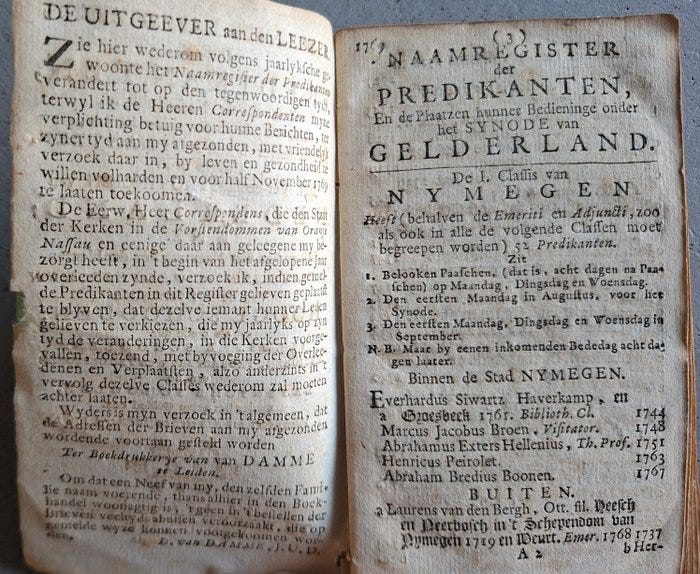 DE UITGEEVER aan den LEEZER
Zie hier wederom volgens jaarlyksche ge-
woonte het Naamregister der Predikanten
verandert tot op den tegenwoordigen tydt,
terwyl ik de Heeren Correspondenten myne
verplichting betuig voor hunne Berichten, ter
zyner tyd aan my afgezonden, met vriendelyk
verzoek daar in, by leven en gezondheid te
willen volharden en voor half November 1769
te laaten toekoomen.
De Eerw. Heer Correspondens, die den Staat
der Kerken in de Vorstendommen van Oranje
Nassau en eenige daar aan geleegene my be-
zorgt heeft, in 't begin van het afgelopen jaar
overleeden zynde, verzoek ik, indien gemel-
de Predikanten in dit Register gelieven geplaatst
te blyven, dat dezelve iemant hunner Leden
gelieven te verkiezen, die my jaarlyks op zyn
tyd de veranderingen, in die Kerken voorge-
vallen, toezend, met byvoeging der Overlee-
denen en Verplaatsten, alzo anderzints in 't
vervolg dezelve Classes wederom zal moeten
achter laaten.
Wyders is myn verzoek in 't algemeen, dat
de Adressen der Brieven aan my afgezonden
wordende voortaan gesteld worden
Ter Boekdrukkerye van van DAMME
te Leiden.
Om dat een Neef van my, den zelfden Fami-
lie naam voerende, thans alhier in den Boek-
handel woonagtig is, 't geen in 't bestellen der
Brieven veeltyds abuisen veroorzaakt, die op
gemelde wyze konnen voorgekoomen wor-
den. D. van DAMME, J. U. D.
1769 (3)
NAAMREGISTER
der
PREDIKANTEN,
En de Plaatzen hunner Bedieninge onder
het SYNODE van
GELDERLAND.
De I. Classis van
NYMEGEN
Heeft (behalven de Emeriti en Adjuncti, zoo
als ook in alle de volgende Classen moet
begreepen worden) 52 Predikanten.
Zit
1. Belooken Paaschen. (dat is, acht dagen na Paa-
schen) op Maandag, Dingsdag en Woensdag.
2. Den eersten Maandag in Augustus, voor het
Synode.
3. Den eersten Maandag, Dingsdag en Woensdag in
September.
N. B. Maar by eenen inkomenden Bededag acht da-
gen laater.
Binnen de Stad NYMEGEN.
Everhardus Siwartz Haverkamp, en
a Groesbeek 1761. Biblioth. Cl. 1744
Marcus Jacobus Broen, Visitator. 1748
Abrahamus Exters Hellenius, Th. Prof. 1751
Henricus Peirolet. 1763
Abraham Bredius Boonen. 1767
BUITEN.
a Laurens van den Bergh, Ott. fil. Heesch
en Neerbosch in 't Schependom van
Nymegen 1719 en Weurt. Emer. 1768 1737
A 2 b Her-